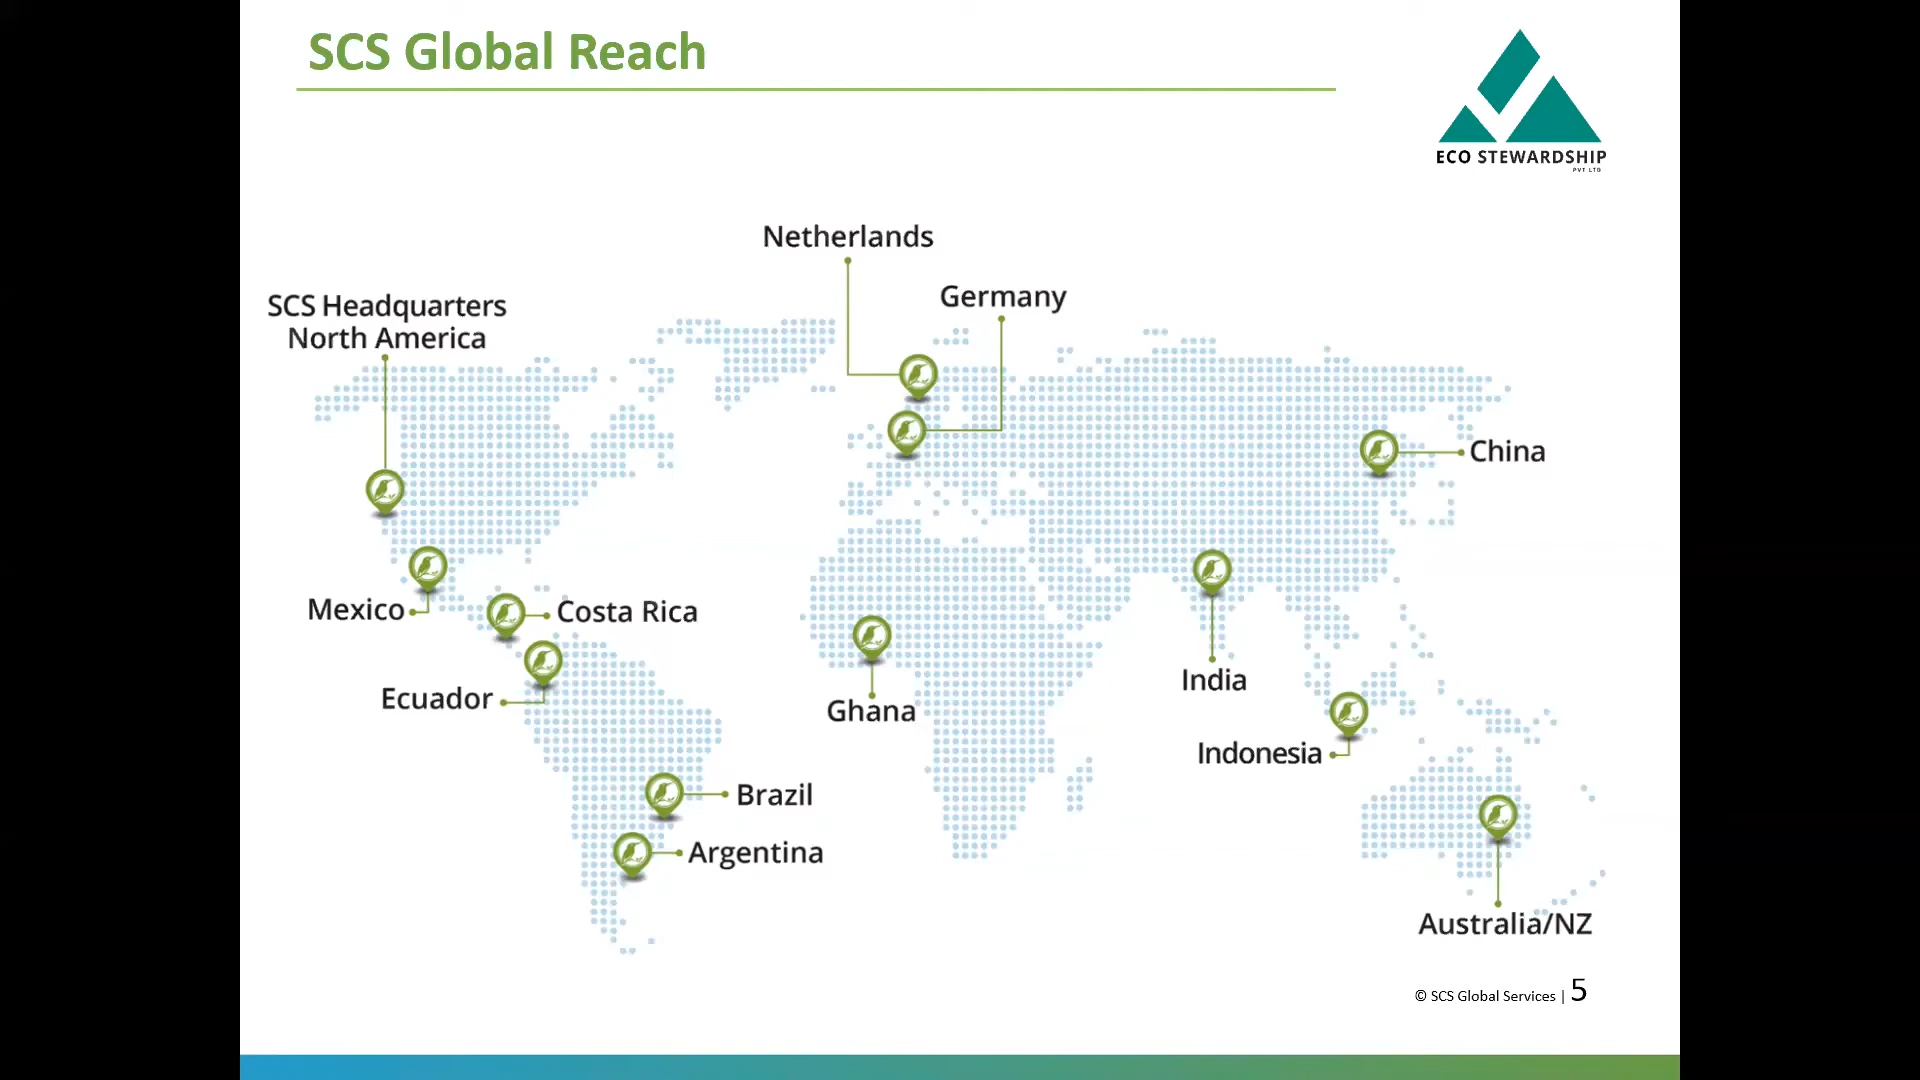 SCS Global Reach
ECO STEWARDSHIP
PVT LTD
Netherlands
Germany
SCS Headquarters
North America
China
Mexico
Costa Rica
Ecuador
Ghana
India
Indonesia
Brazil
Argentina
Australia/NZ
© SCS Global Services | 5